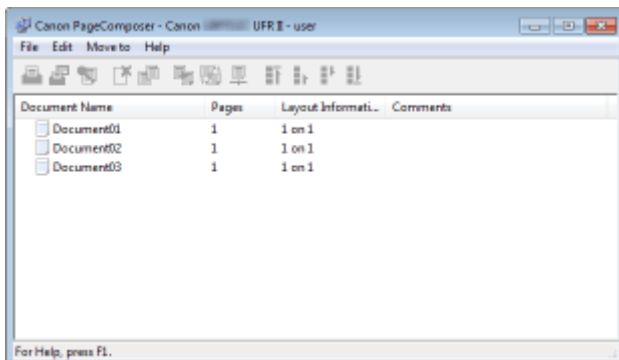 Canon PageComposer - Canon UFR II - user
File Edit Move to Help
Document Name Pages Layout Informati... Comments
Document01 1 1 on 1
Document02 1 1 on 1
Document03 1 1 on 1
For Help, press F1.